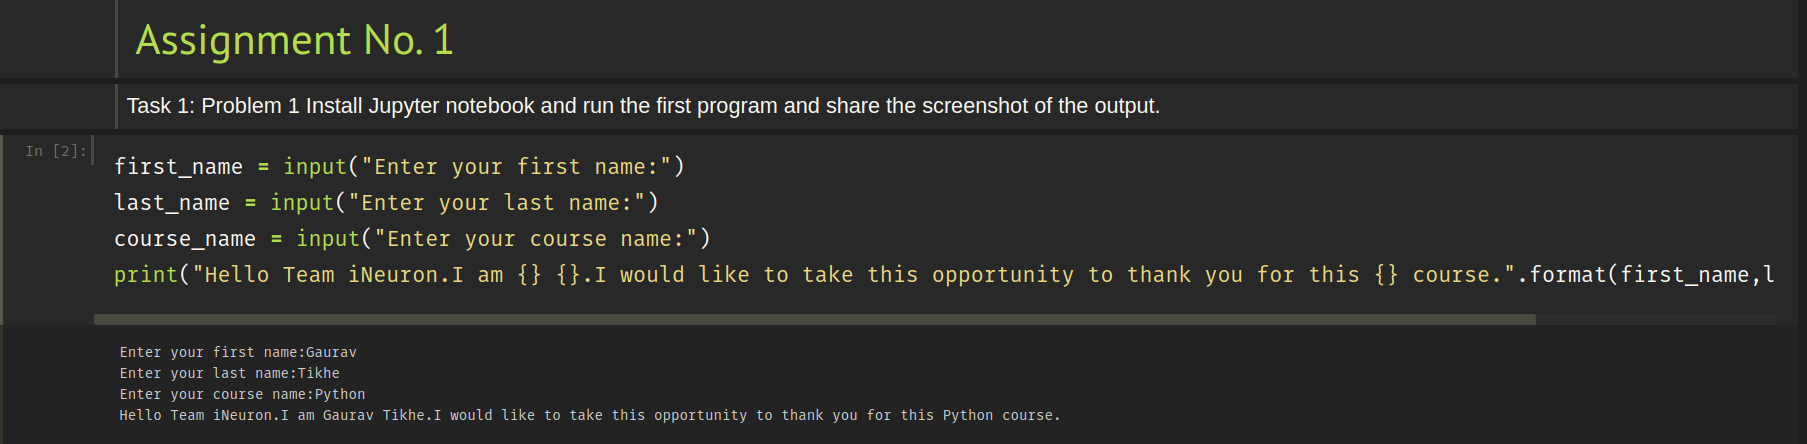 Assignment No. 1
Task 1: Problem 1 Install Jupyter notebook and run the first program and share the screenshot of the output.
In [2]:
first_name = input("Enter your first name:")
last_name = input("Enter your last name:")
course_name = input("Enter your course name:")
print("Hello Team iNeuron.I am {} {}.I would like to take this opportunity to thank you for this {} course.".format(first_name,l
Enter your first name:Gaurav
Enter your last name:Tikhe
Enter your course name:Python
Hello Team iNeuron.I am Gaurav Tikhe.I would like to take this opportunity to thank you for this Python course.